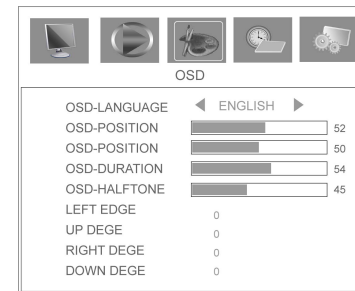 OSD
OSD-LANGUAGE ENGLISH
OSD-POSITION 52
OSD-POSITION 50
OSD-DURATION 54
OSD-HALFTONE 45
LEFT EDGE 0
UP DEGE 0
RIGHT DEGE 0
DOWN DEGE 0